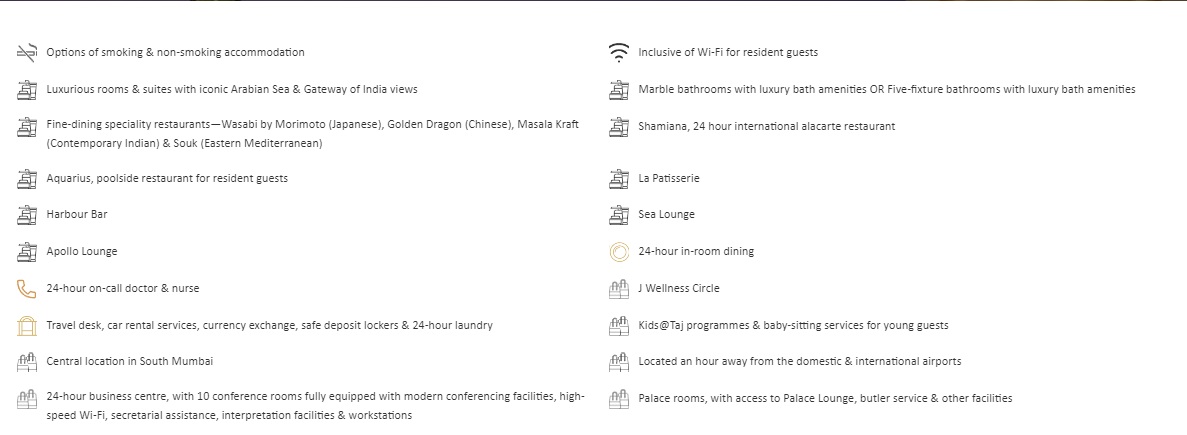 Options of smoking & non-smoking accommodation
Inclusive of Wi-Fi for resident guests
Luxurious rooms & suites with iconic Arabian Sea & Gateway of India views
Marble bathrooms with luxury bath amenities OR Five-fixture bathrooms with luxury bath amenities
Fine-dining speciality restaurants—Wasabi by Morimoto (Japanese), Golden Dragon (Chinese), Masala Kraft
(Contemporary Indian) & Souk (Eastern Mediterranean)
Shamiana, 24 hour international alacarte restaurant
Aquarius, poolside restaurant for resident guests
La Patisserie
Harbour Bar
Sea Lounge
Apollo Lounge
24-hour in-room dining
24-hour on-call doctor & nurse
J Wellness Circle
Travel desk, car rental services, currency exchange, safe deposit lockers & 24-hour laundry
Kids@Taj programmes & baby-sitting services for young guests
Central location in South Mumbai
Located an hour away from the domestic & international airports
24-hour business centre, with 10 conference rooms fully equipped with modern conferencing facilities, high-
speed Wi-Fi, secretarial assistance, interpretation facilities & workstations
Palace rooms, with access to Palace Lounge, butler service & other facilities